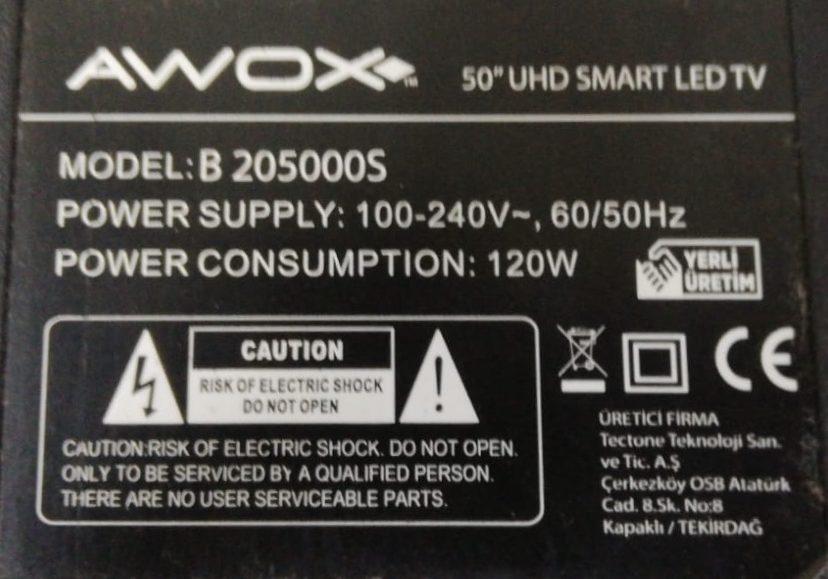 AWOX™ 50" UHD SMART LED TV
MODEL: B 205000S
POWER SUPPLY: 100-240V~, 60/50Hz
POWER CONSUMPTION: 120W
YERLİ
ÜRETİM
CAUTION
RISK OF ELECTRIC SHOCK
DO NOT OPEN
CAUTION:RISK OF ELECTRIC SHOCK. DO NOT OPEN.
ONLY TO BE SERVICED BY A QUALIFIED PERSON.
THERE ARE NO USER SERVICEABLE PARTS.
CE
ÜRETİCİ FİRMA
Tectone Teknoloji San.
ve Tic. A.Ş
Çerkezköy OSB Atatürk
Cad. 8.Sk. No:8
Kapaklı / TEKİRDAĞ